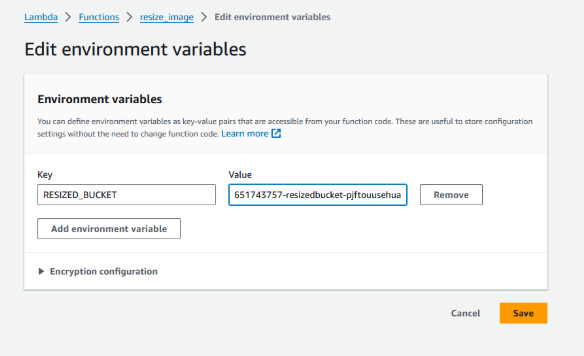 Lambda > Functions > resize_image > Edit environment variables
Edit environment variables
Environment variables
You can define environment variables as key-value pairs that are accessible from your function code. These are useful to store configuration
settings without the need to change function code. Learn more
Key Value
RESIZED_BUCKET 651743757-resizedbucket-pjftouusehua Remove
Add environment variable
Encryption configuration
Cancel Save